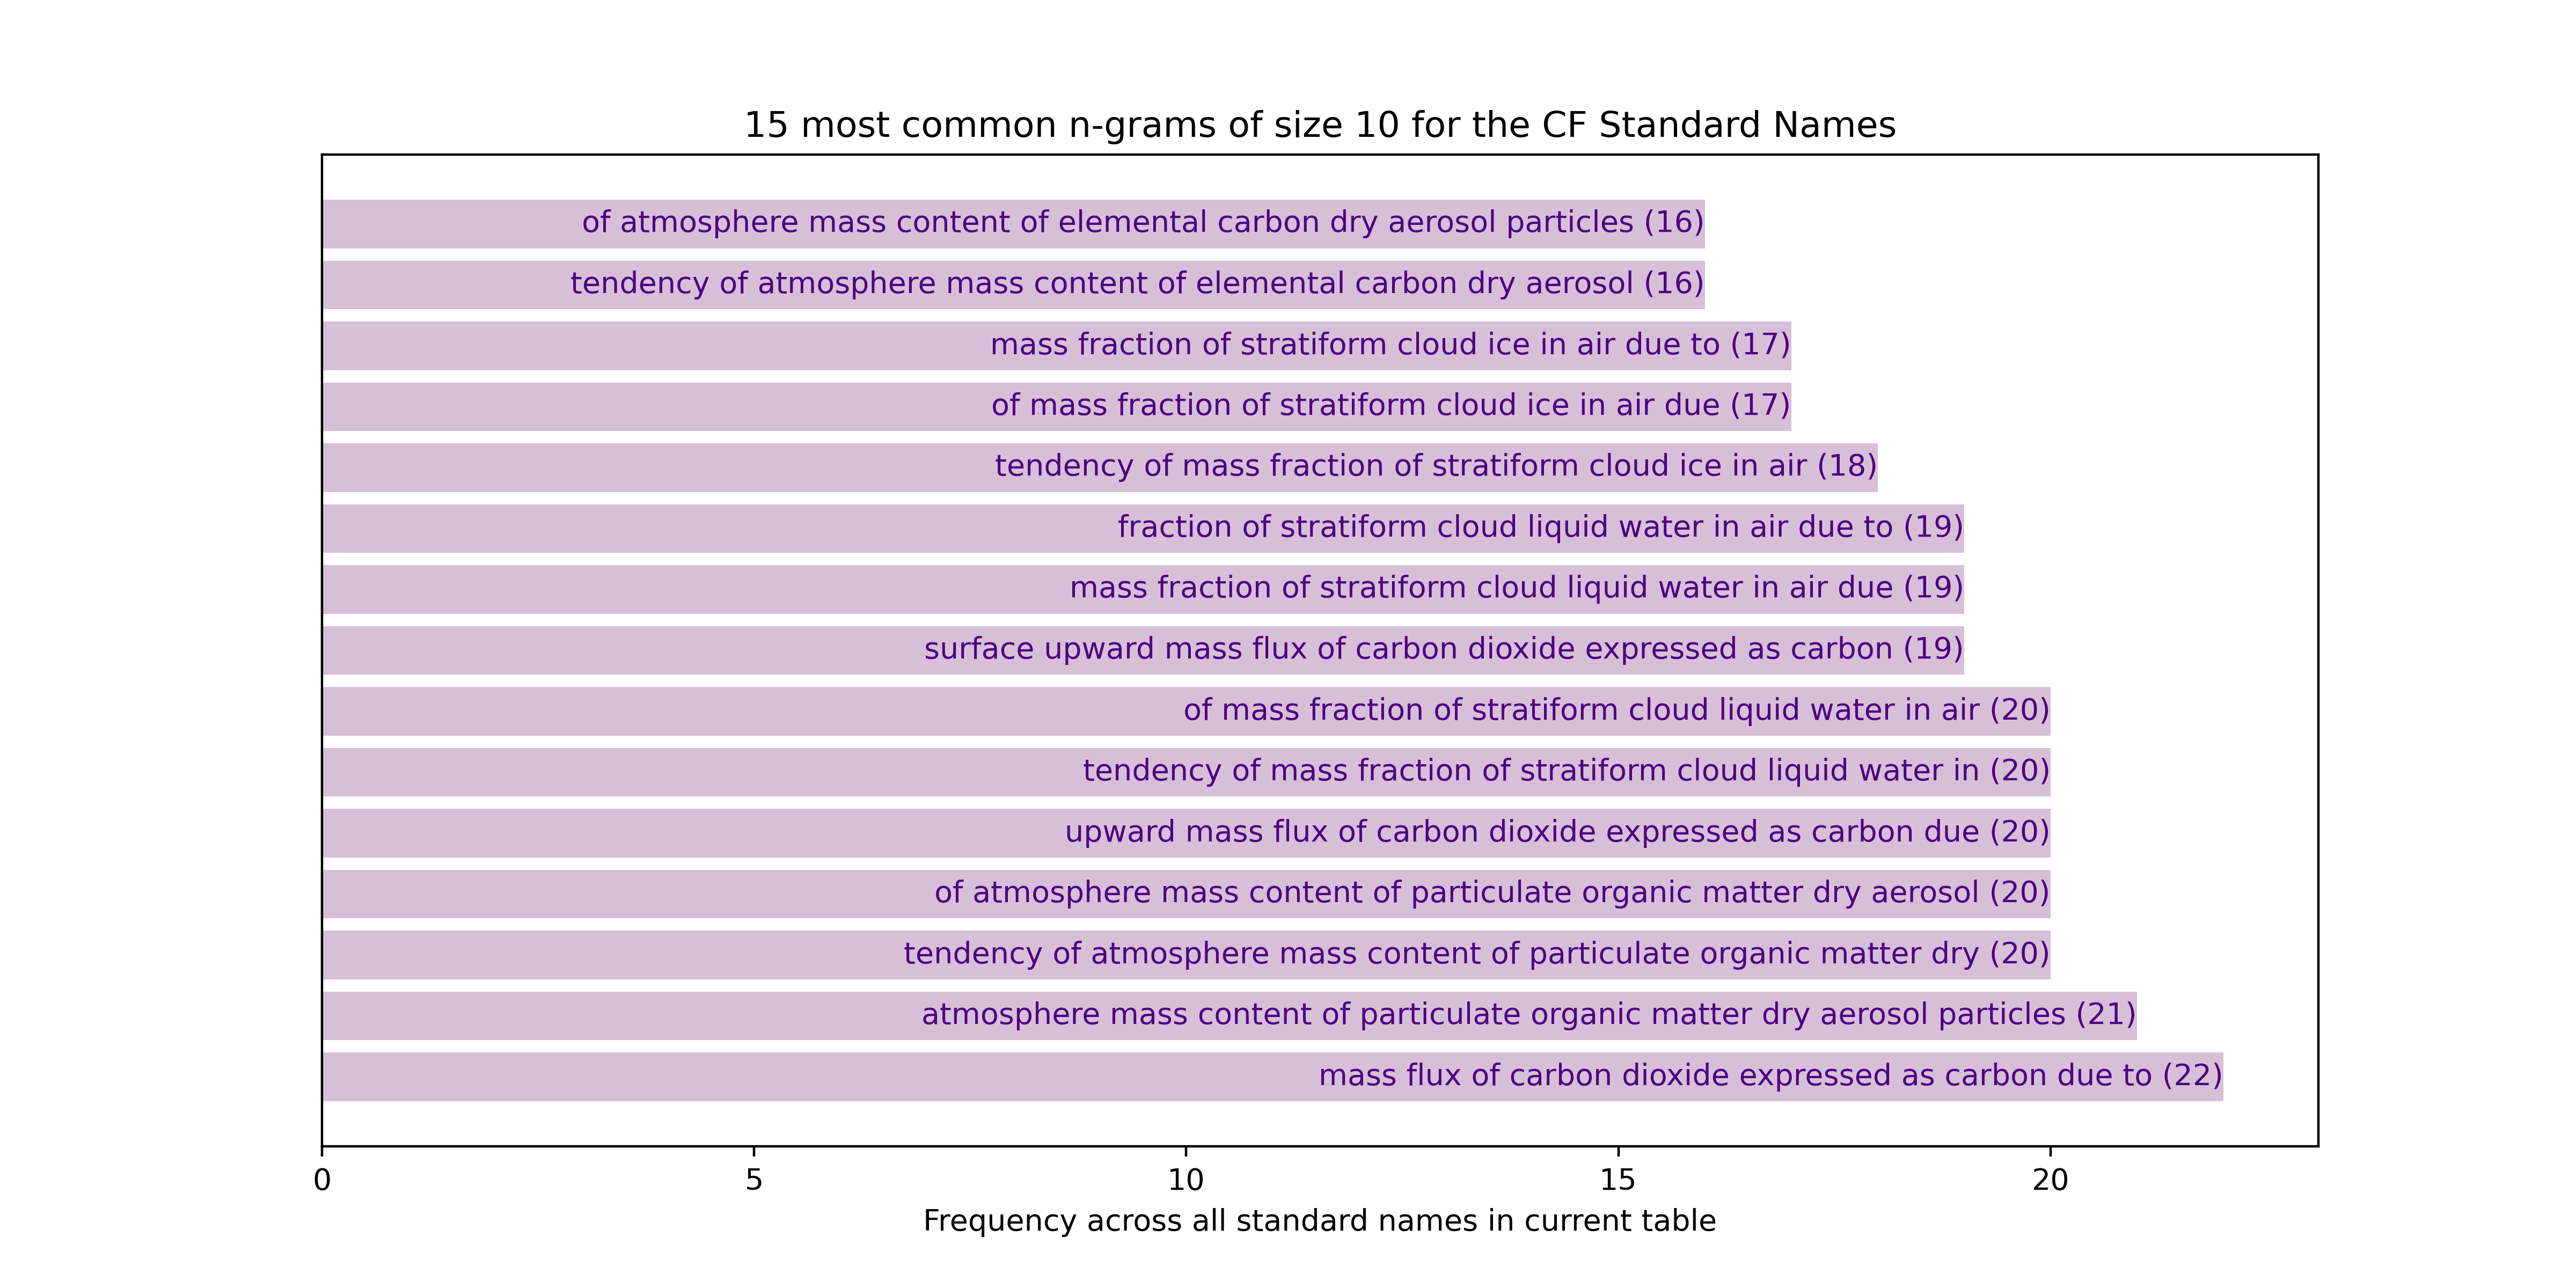 15 most common n-grams of size 10 for the CF Standard Names
of atmosphere mass content of elemental carbon dry aerosol particles (16)
tendency of atmosphere mass content of elemental carbon dry aerosol (16)
mass fraction of stratiform cloud ice in air due to (17)
of mass fraction of stratiform cloud ice in air due (17)
tendency of mass fraction of stratiform cloud ice in air (18)
fraction of stratiform cloud liquid water in air due to (19)
mass fraction of stratiform cloud liquid water in air due (19)
surface upward mass flux of carbon dioxide expressed as carbon (19)
of mass fraction of stratiform cloud liquid water in air (20)
tendency of mass fraction of stratiform cloud liquid water in (20)
upward mass flux of carbon dioxide expressed as carbon due (20)
of atmosphere mass content of particulate organic matter dry aerosol (20)
tendency of atmosphere mass content of particulate organic matter dry (20)
atmosphere mass content of particulate organic matter dry aerosol particles (21)
mass flux of carbon dioxide expressed as carbon due to (22)
0 5 10 15 20
Frequency across all standard names in current table